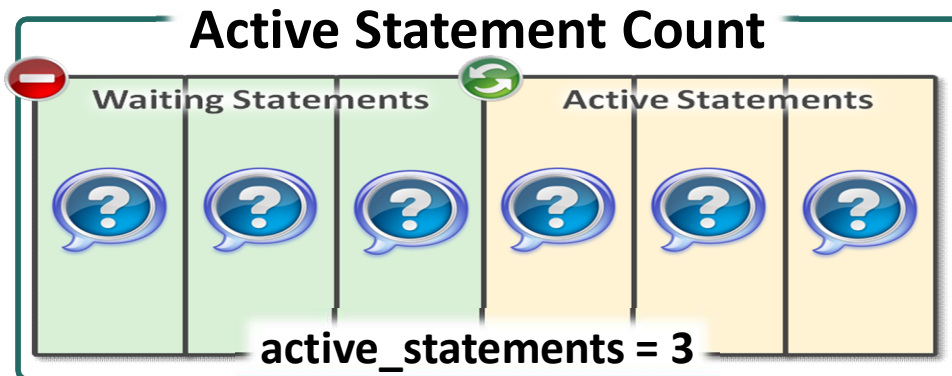 Active Statement Count
Waiting Statements Active Statements
? ? ? ? ? ?
active_statements = 3